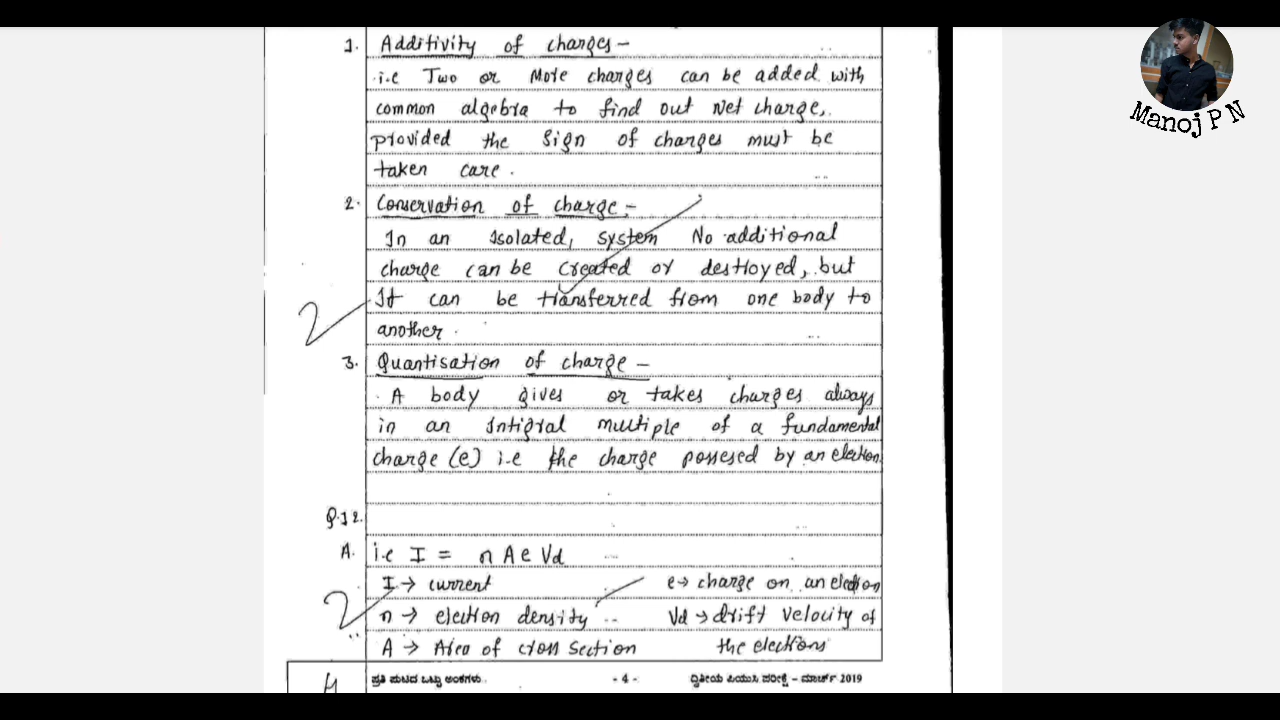 Manoj P N
1. Additivity of charges -
i.e Two or More charges can be added with
common algebra to find out Net charge,
provided the Sign of charges must be
taken care.
2. Conservation of charge :-
In an Isolated, system No additional
charge can be created or destroyed, but
2 It can be transferred from one body to
another.
3. Quantisation of charge -
A body gives or takes charges always
in an Intigral multiple of a fundamental
charge (e) i.e the charge possesed by an electron
Q.12.
A. i.e I = n A e Vd
I → current e → charge on an electron
2 n → electron density Vd → drift velocity of
A → Area of cross section the electrons
4 ಪ್ರತಿ ಪುಟದ ಒಟ್ಟು ಅಂಕಗಳು - 4 - ದ್ವಿತೀಯ ಪಿಯುಸಿ ಪರೀಕ್ಷೆ – ಮಾರ್ಚ್ 2019